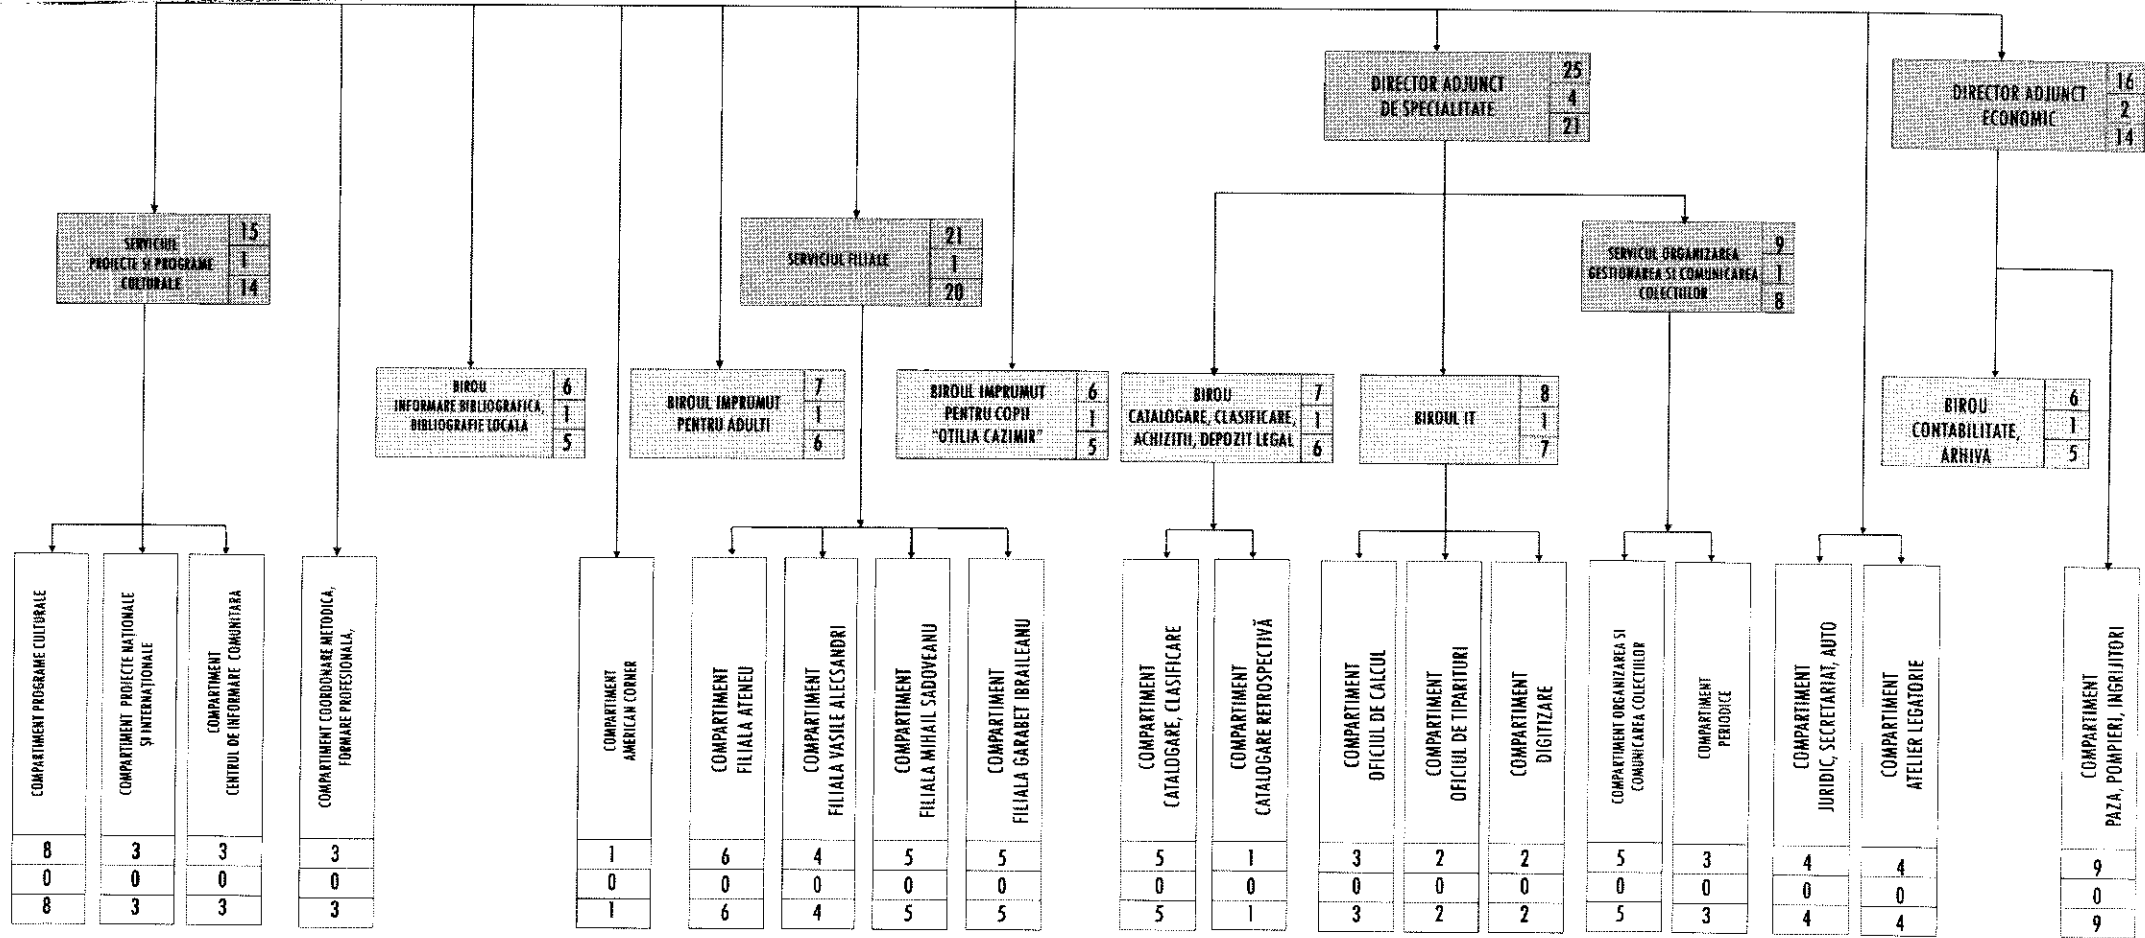 DIRECTOR ADJUNCT
DE SPECIALITATE
25
4
21
DIRECTOR ADJUNCT
ECONOMIC
16
2
14
SERVICIUL
PROIECTE SI PROGRAME
CULTURALE
15
1
14
SERVICIUL FILIALE
21
1
20
SERVICUL ORGANIZAREA
GESTIONAREA SI COMUNICAREA
COLECTIILOR
9
1
8
BIROU
INFORMARE BIBLIOGRAFICA,
BIBLIOGRAFIE LOCALA
6
1
5
BIROUL IMPRUMUT
PENTRU ADULTI
7
1
6
BIROUL IMPRUMUT
PENTRU COPII
"OTILIA CAZIMIR"
6
1
5
BIROU
CATALOGARE, CLASIFICARE,
ACHIZITII, DEPOZIT LEGAL
7
1
6
BIROUL IT
8
1
7
BIROU
CONTABILITATE,
ARHIVA
6
1
5
COMPARTIMENT PROGRAME CULTURALE
8
0
8
COMPARTIMENT PROIECTE NAȚIONALE
ȘI INTERNAȚIONALE
3
0
3
COMPARTIMENT
CENTRUL DE INFORMARE COMUNITARA
3
0
3
COMPARTIMENT COORDONARE METODICA,
FORMARE PROFESIONALA,
3
0
3
COMPARTIMENT
AMERICAN CORNER
1
0
1
COMPARTIMENT
FILIALA ATENEU
6
0
6
COMPARTIMENT
FILIALA VASILE ALECSANDRI
4
0
4
COMPARTIMENT
FILIALA MIHAIL SADOVEANU
5
0
5
COMPARTIMENT
FILIALA GARABET IBRAILEANU
5
0
5
COMPARTIMENT
CATALOGARE, CLASIFICARE
5
0
5
COMPARTIMENT
CATALOGARE RETROSPECTIVĂ
1
0
1
COMPARTIMENT
OFICIUL DE CALCUL
3
0
3
COMPARTIMENT
OFICIUL DE TIPARITURI
2
0
2
COMPARTIMENT
DIGITIZARE
2
0
2
COMPARTIMENT ORGANIZAREA SI
COMUNICAREA COLECTIILOR
5
0
5
COMPARTIMENT
PERIODICE
3
0
3
COMPARTIMENT
JURIDIC, SECRETARIAT, AUTO
4
0
4
COMPARTIMENT
ATELIER LEGATORIE
4
0
4
COMPARTIMENT
PAZA, POMPIERI, INGRIJITORI
9
0
9